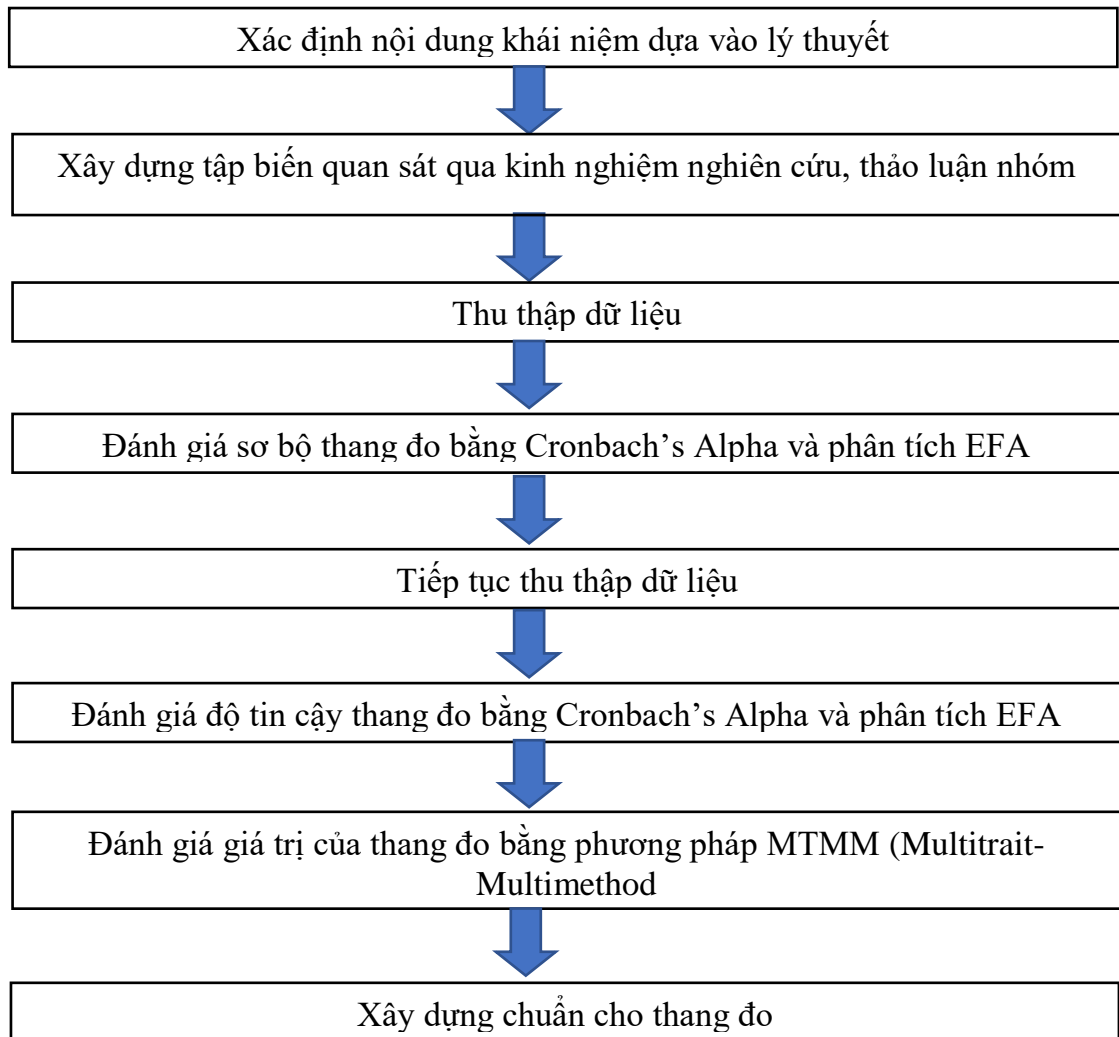 Xác định nội dung khái niệm dựa vào lý thuyết
Xây dựng tập biến quan sát qua kinh nghiệm nghiên cứu, thảo luận nhóm
Thu thập dữ liệu
Đánh giá sơ bộ thang đo bằng Cronbach’s Alpha và phân tích EFA
Tiếp tục thu thập dữ liệu
Đánh giá độ tin cậy thang đo bằng Cronbach’s Alpha và phân tích EFA
Đánh giá giá trị của thang đo bằng phương pháp MTMM (Multitrait-
Multimethod
Xây dựng chuẩn cho thang đo